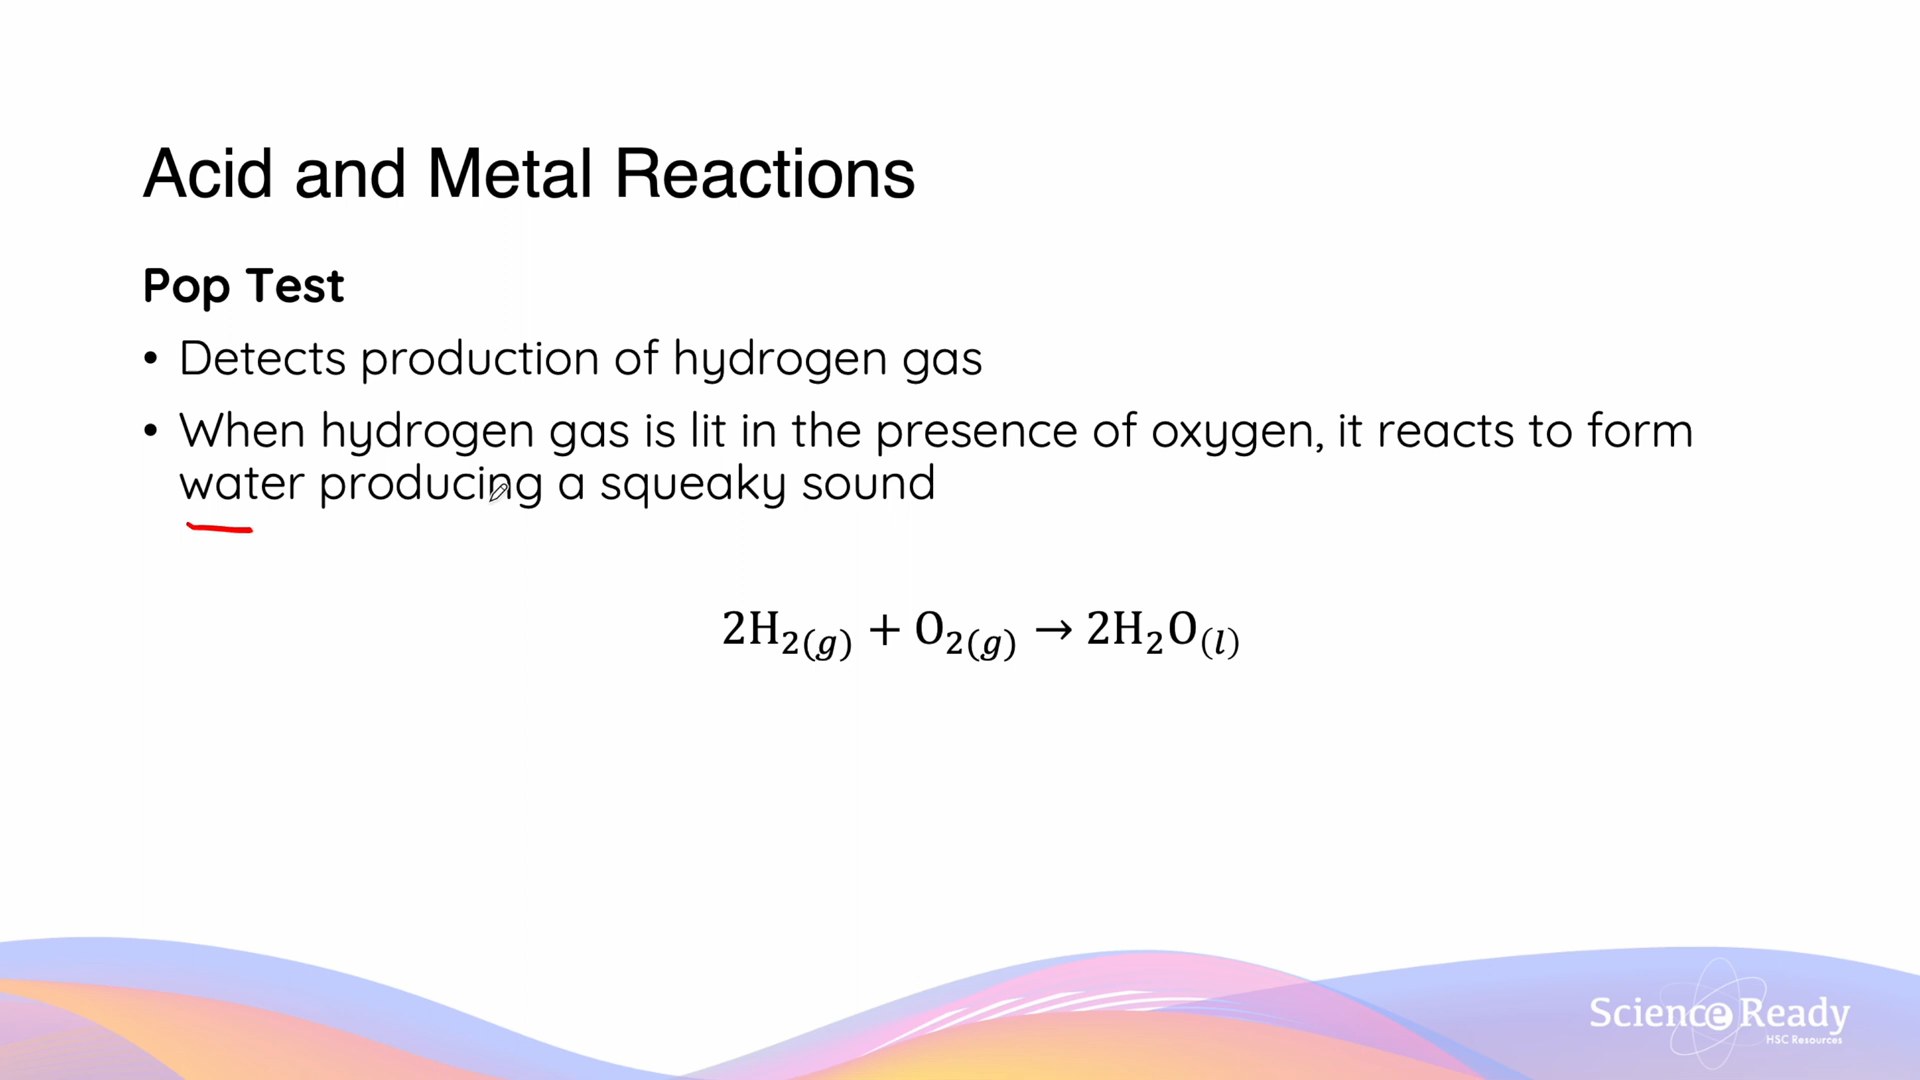 Acid and Metal Reactions
Pop Test
• Detects production of hydrogen gas
• When hydrogen gas is lit in the presence of oxygen, it reacts to form
water producing a squeaky sound
2H₂(g) + O₂(g) → 2H₂O(l)
Science Ready
HSC Resources